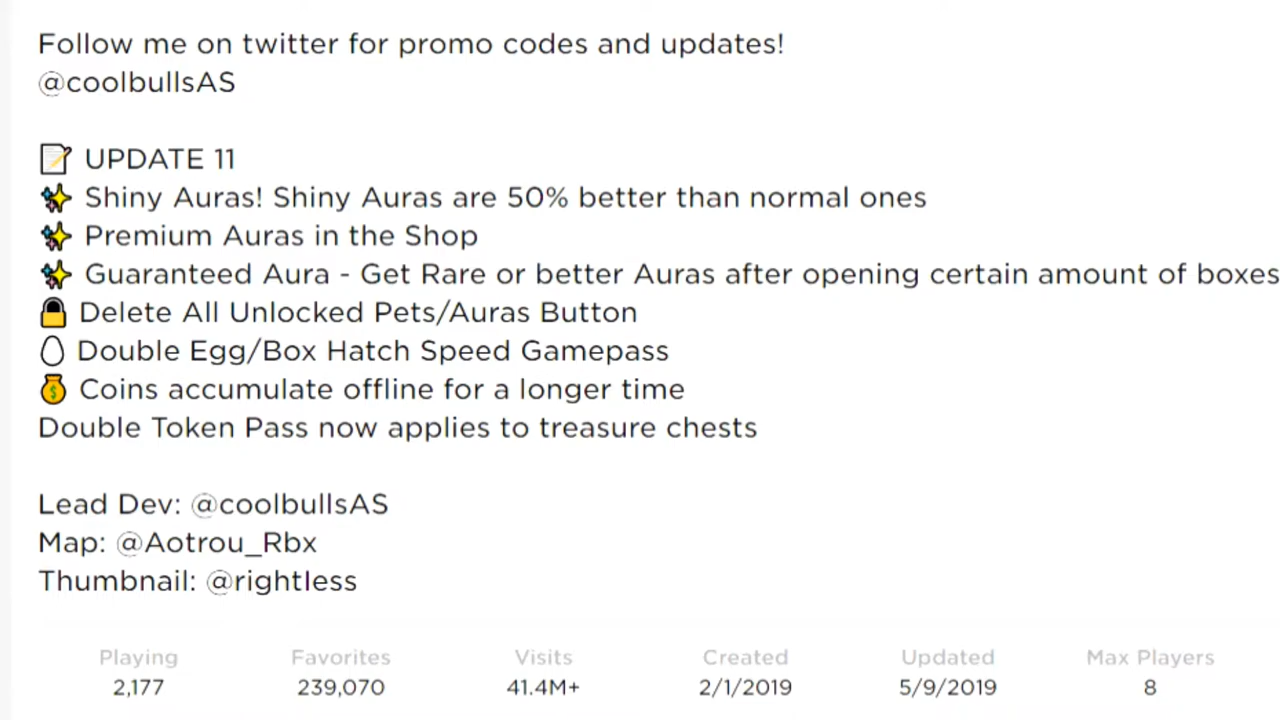 Follow me on twitter for promo codes and updates!
@coolbullsAS
📝 UPDATE 11
✨ Shiny Auras! Shiny Auras are 50% better than normal ones
✨ Premium Auras in the Shop
✨ Guaranteed Aura - Get Rare or better Auras after opening certain amount of boxes
🔒 Delete All Unlocked Pets/Auras Button
🥚 Double Egg/Box Hatch Speed Gamepass
💰 Coins accumulate offline for a longer time
Double Token Pass now applies to treasure chests
Lead Dev: @coolbullsAS
Map: @Aotrou_Rbx
Thumbnail: @rightless
Playing Favorites Visits Created Updated Max Players
2,177 239,070 41.4M+ 2/1/2019 5/9/2019 8